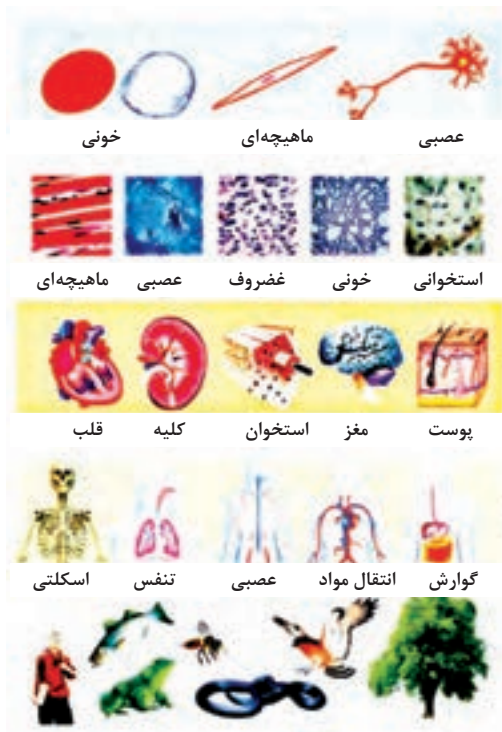 عصبی ماهیچه‌ای خونی
استخوانی خونی غضروف عصبی ماهیچه‌ای
پوست مغز استخوان کلیه قلب
گوارش انتقال مواد عصبی تنفس اسکلتی